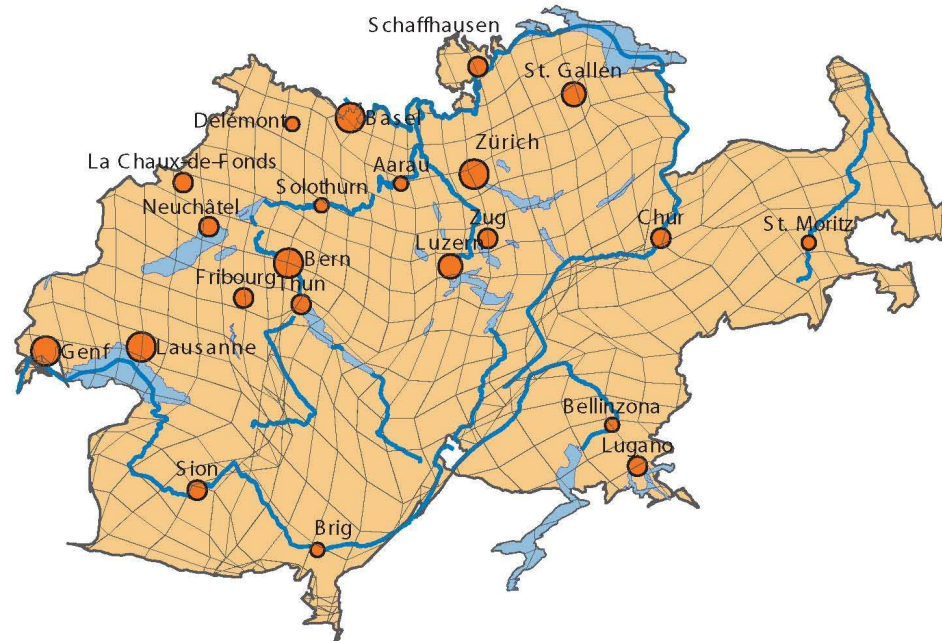 Schaffhausen
St. Gallen
Delémont
Basel
Zürich
La Chaux-de-Fonds
Aarau
Solothurn
Neuchâtel
Zug
Chur
St. Moritz
Luzern
Bern
Fribourg
Thun
Genf
Lausanne
Bellinzona
Lugano
Sion
Brig